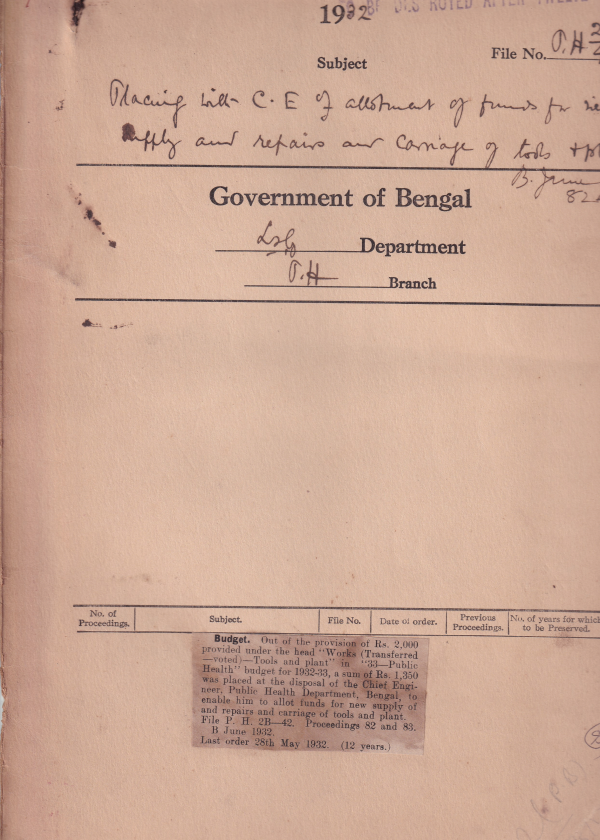 1932
File No. P.H 2
Subject
Placing with C. E of allotment of funds for
supply and repairs and carriage of tools +
B. June
82
Government of Bengal
LSG Department
P.H Branch
No. of Proceedings. Subject. File No. Date of order. Previous Proceedings. No. of years for which to be Preserved.
Budget. Out of the provision of Rs. 2,000
provided under the head "Works (Transferred
—voted)—Tools and plant" in "33—Public
Health" budget for 1932-33, a sum of Rs. 1,350
was placed at the disposal of the Chief Engi-
neer, Public Health Department, Bengal, to
enable him to allot funds for new supply of
and repairs and carriage of tools and plant.
File P. H. 2B—42. Proceedings 82 and 83.
B June 1932.
Last order 28th May 1932. (12 years.)